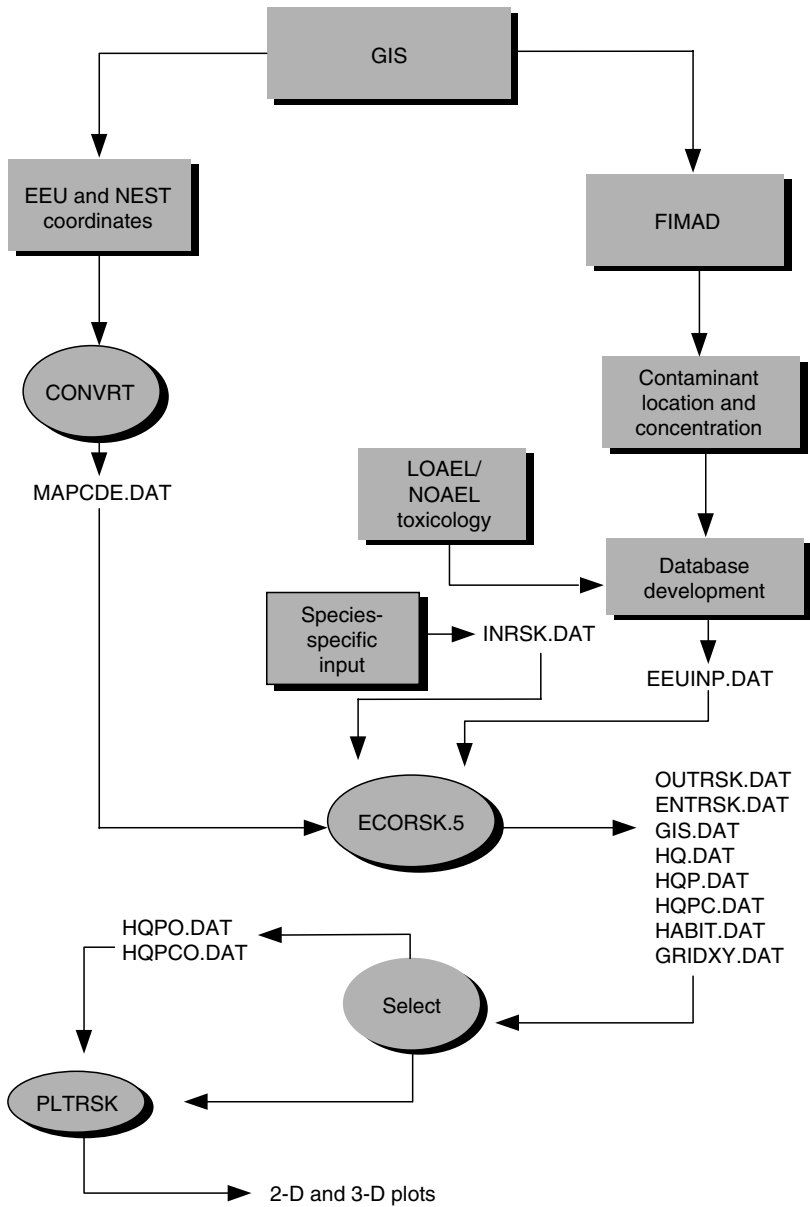 GIS
EEU and NEST
coordinates
FIMAD
CONVRT
Contaminant
location and
concentration
MAPCDE.DAT
LOAEL/
NOAEL
toxicology
Database
development
Species-
specific
input
INRSK.DAT
EEUINP.DAT
ECORSK.5
OUTRSK.DAT
ENTRSK.DAT
GIS.DAT
HQ.DAT
HQP.DAT
HQPC.DAT
HABIT.DAT
GRIDXY.DAT
HQPO.DAT
HQPCO.DAT
Select
PLTRSK
2-D and 3-D plots